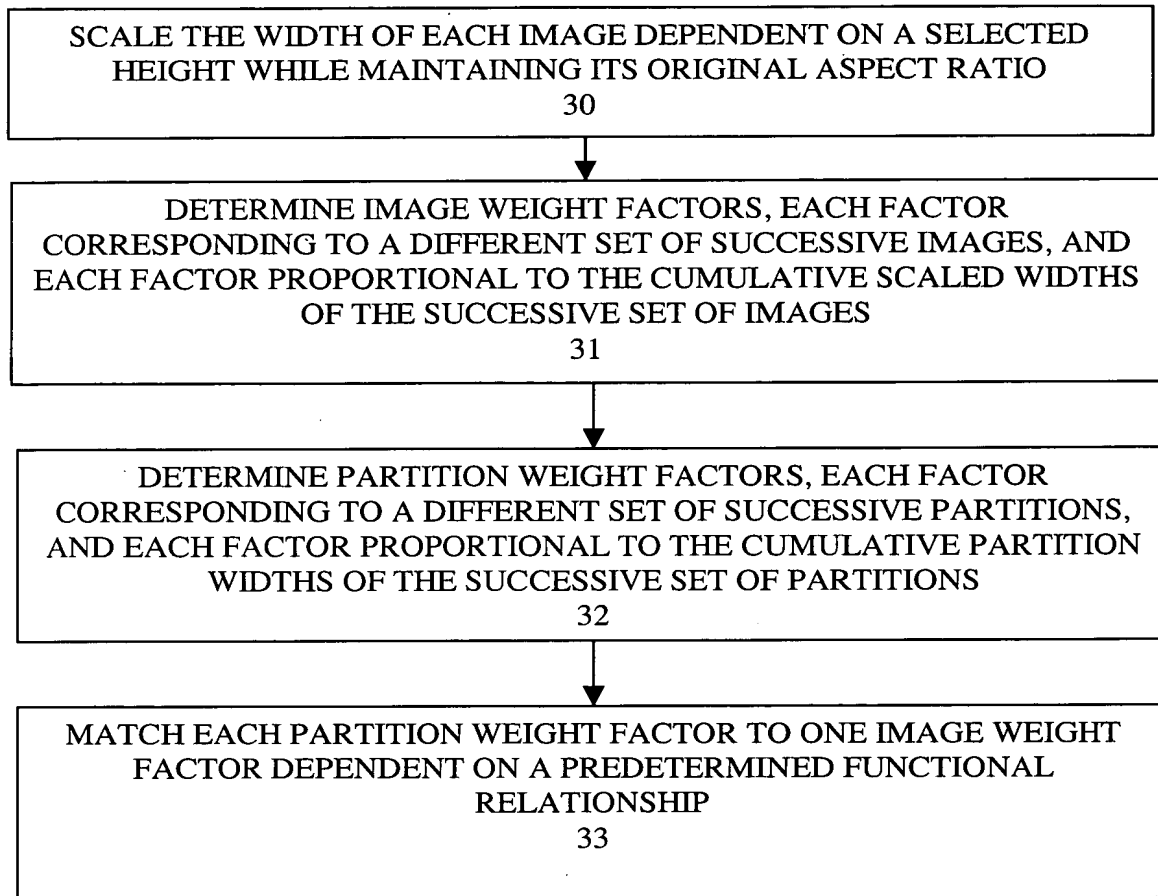 SCALE THE WIDTH OF EACH IMAGE DEPENDENT ON A SELECTED
HEIGHT WHILE MAINTAINING ITS ORIGINAL ASPECT RATIO
30
DETERMINE IMAGE WEIGHT FACTORS, EACH FACTOR
CORRESPONDING TO A DIFFERENT SET OF SUCCESSIVE IMAGES, AND
EACH FACTOR PROPORTIONAL TO THE CUMULATIVE SCALED WIDTHS
OF THE SUCCESSIVE SET OF IMAGES
31
DETERMINE PARTITION WEIGHT FACTORS, EACH FACTOR
CORRESPONDING TO A DIFFERENT SET OF SUCCESSIVE PARTITIONS,
AND EACH FACTOR PROPORTIONAL TO THE CUMULATIVE PARTITION
WIDTHS OF THE SUCCESSIVE SET OF PARTITIONS
32
MATCH EACH PARTITION WEIGHT FACTOR TO ONE IMAGE WEIGHT
FACTOR DEPENDENT ON A PREDETERMINED FUNCTIONAL
RELATIONSHIP
33